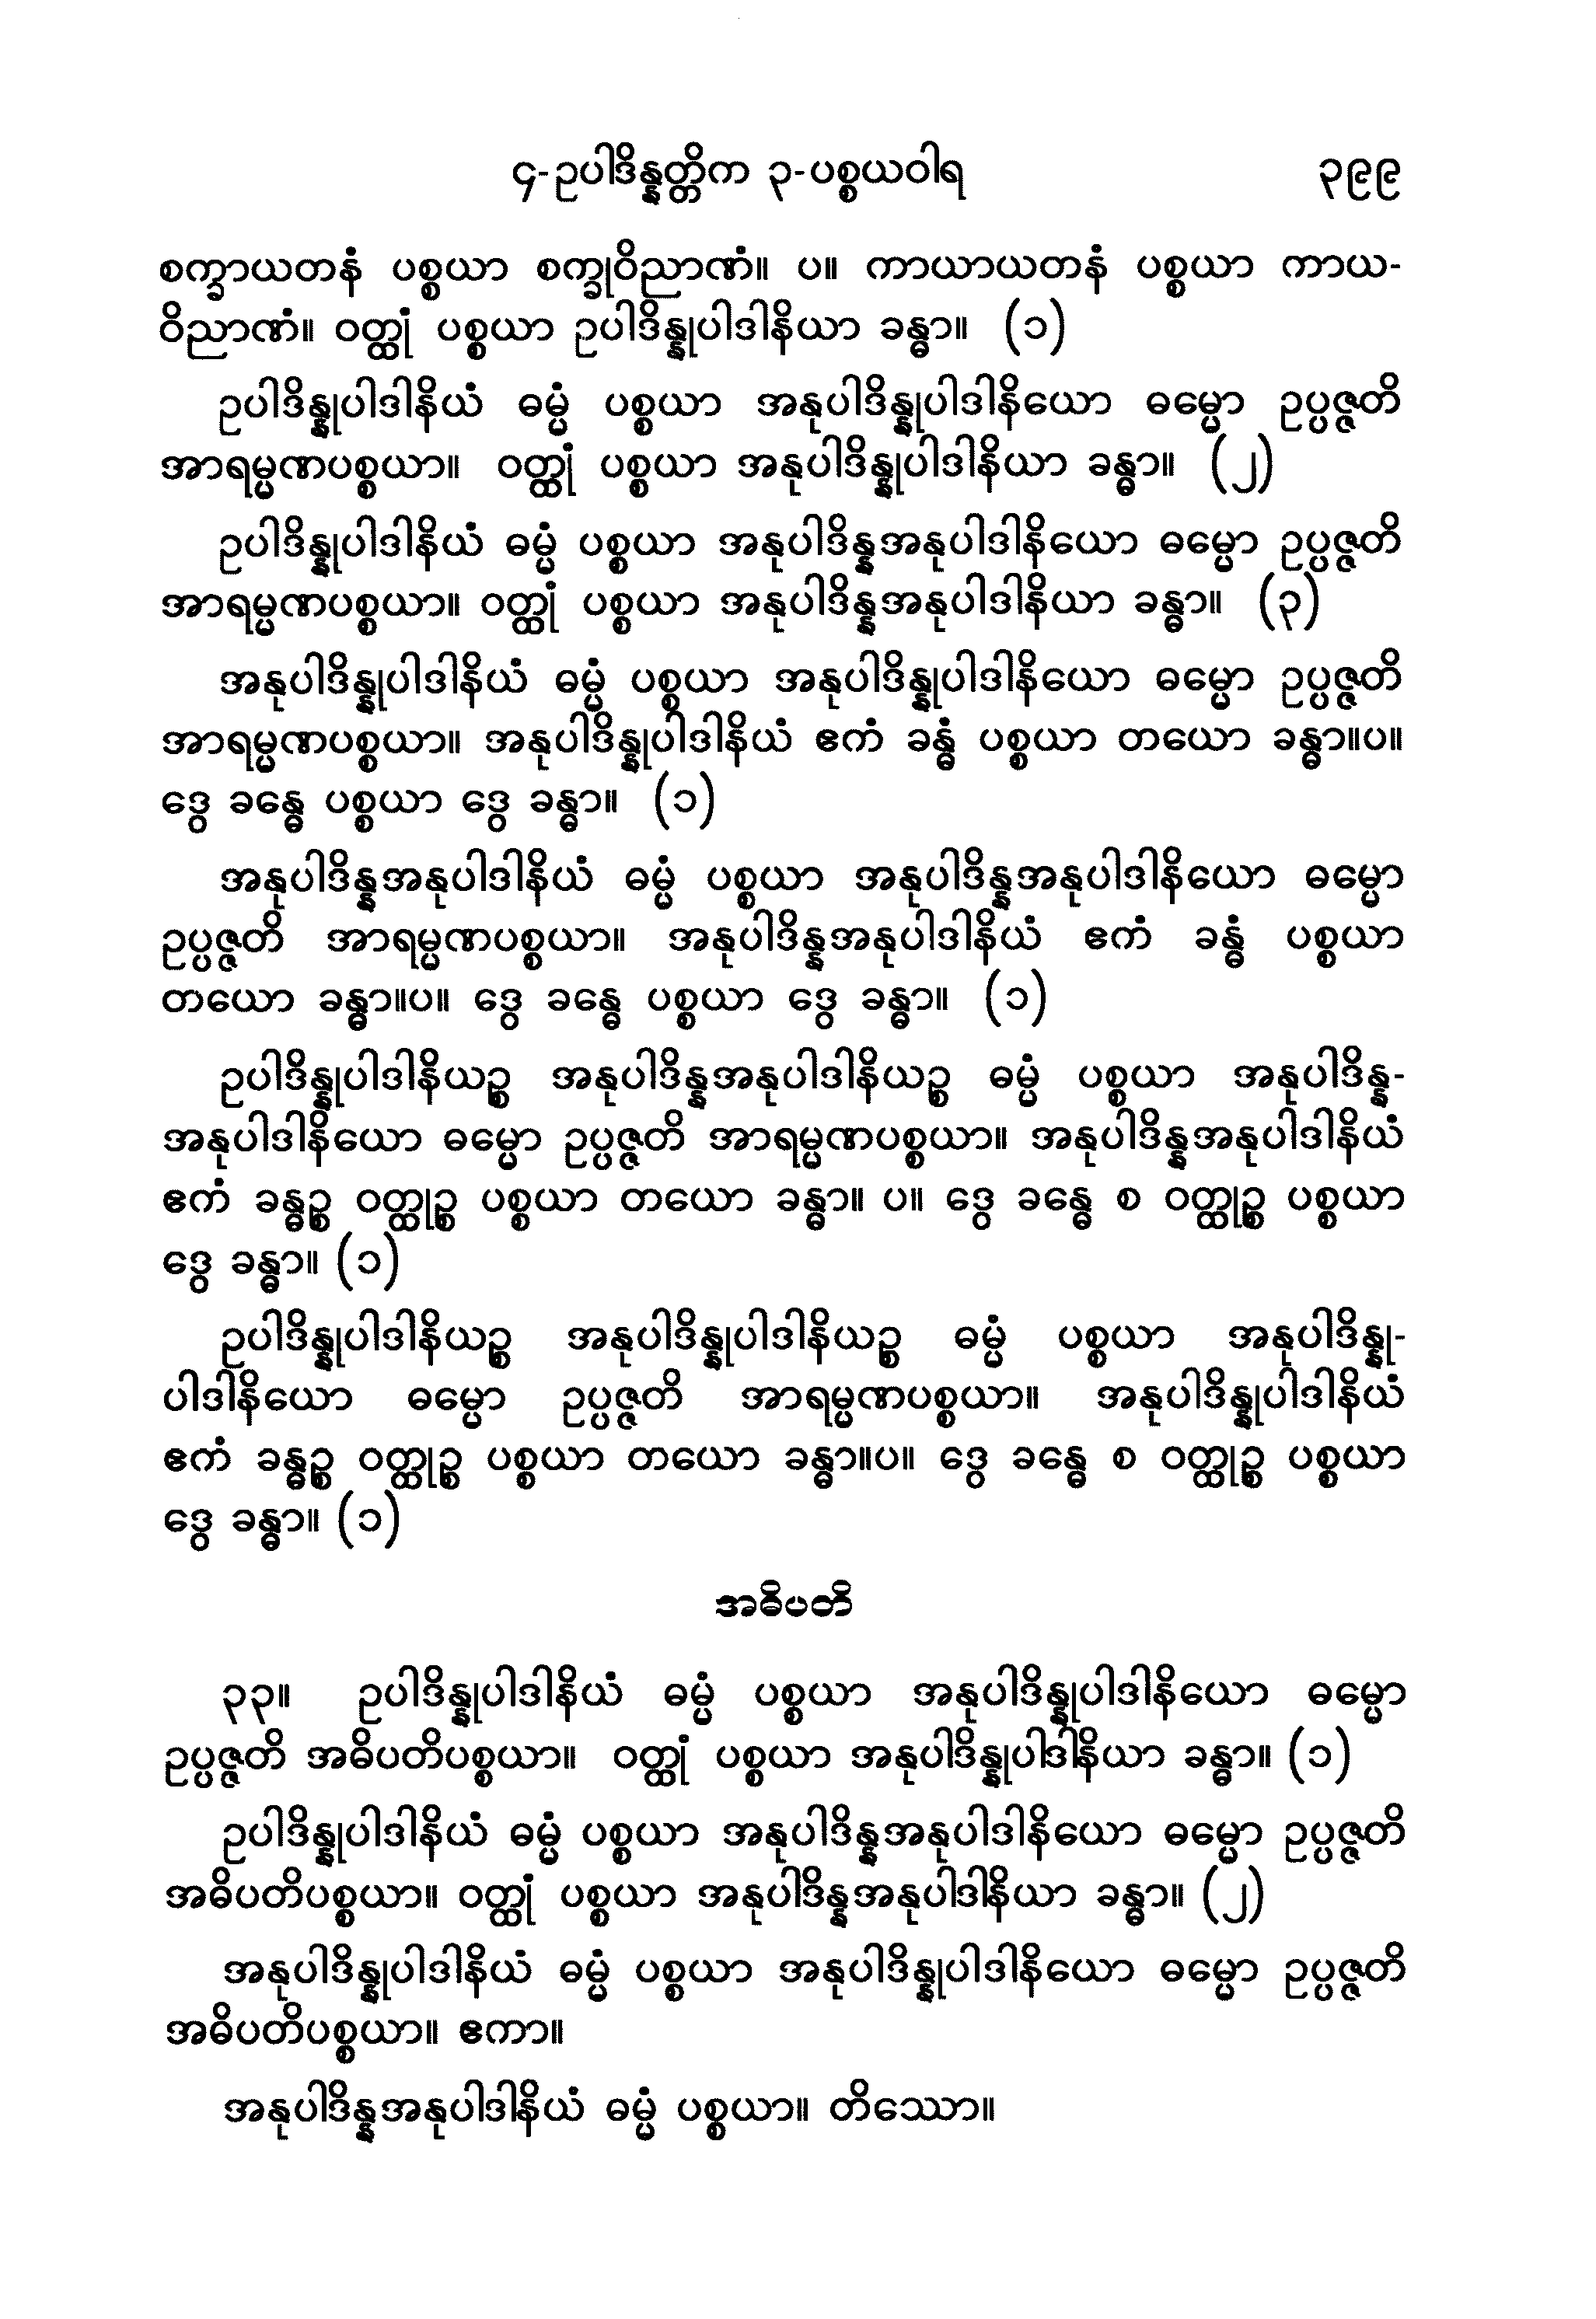 ၄-ဥပါဒိန္နတ္တိက ၃-ပစ္စယဝါရ ၃၉၉
စက္ခာယတနံ ပစ္စယာ စက္ခုဝိညာဏံ။ ပ။ ကာယာယတနံ ပစ္စယာ ကာယ-
ဝိညာဏံ။ ဝတ္ထုံ ပစ္စယာ ဥပါဒိန္နုပါဒါနိယာ ခန္ဓာ။ (၁)
ဥပါဒိန္နုပါဒါနိယံ ဓမ္မံ ပစ္စယာ အနုပါဒိန္နုပါဒါနိယော ဓမ္မော ဥပ္ပဇ္ဇတိ
အာရမ္မဏပစ္စယာ။ ဝတ္ထုံ ပစ္စယာ အနုပါဒိန္နုပါဒါနိယာ ခန္ဓာ။ (၂)
ဥပါဒိန္နုပါဒါနိယံ ဓမ္မံ ပစ္စယာ အနုပါဒိန္နအနုပါဒါနိယော ဓမ္မော ဥပ္ပဇ္ဇတိ
အာရမ္မဏပစ္စယာ။ ဝတ္ထုံ ပစ္စယာ အနုပါဒိန္နအနုပါဒါနိယာ ခန္ဓာ။ (၃)
အနုပါဒိန္နုပါဒါနိယံ ဓမ္မံ ပစ္စယာ အနုပါဒိန္နုပါဒါနိယော ဓမ္မော ဥပ္ပဇ္ဇတိ
အာရမ္မဏပစ္စယာ။ အနုပါဒိန္နုပါဒါနိယံ ဧကံ ခန္ဓံ ပစ္စယာ တယော ခန္ဓာ။ပ။
ဒွေ ခန္ဓေ ပစ္စယာ ဒွေ ခန္ဓာ။ (၁)
အနုပါဒိန္နအနုပါဒါနိယံ ဓမ္မံ ပစ္စယာ အနုပါဒိန္နအနုပါဒါနိယော ဓမ္မော
ဥပ္ပဇ္ဇတိ အာရမ္မဏပစ္စယာ။ အနုပါဒိန္နအနုပါဒါနိယံ ဧကံ ခန္ဓံ ပစ္စယာ
တယော ခန္ဓာ။ပ။ ဒွေ ခန္ဓေ ပစ္စယာ ဒွေ ခန္ဓာ။ (၁)
ဥပါဒိန္နုပါဒါနိယဉ္စ အနုပါဒိန္နအနုပါဒါနိယဉ္စ ဓမ္မံ ပစ္စယာ အနုပါဒိန္န-
အနုပါဒါနိယော ဓမ္မော ဥပ္ပဇ္ဇတိ အာရမ္မဏပစ္စယာ။ အနုပါဒိန္နအနုပါဒါနိယံ
ဧကံ ခန္ဓဉ္စ ဝတ္ထုဉ္စ ပစ္စယာ တယော ခန္ဓာ။ ပ။ ဒွေ ခန္ဓေ စ ဝတ္ထုဉ္စ ပစ္စယာ
ဒွေ ခန္ဓာ။ (၁)
ဥပါဒိန္နုပါဒါနိယဉ္စ အနုပါဒိန္နုပါဒါနိယဉ္စ ဓမ္မံ ပစ္စယာ အနုပါဒိန္နု-
ပါဒါနိယော ဓမ္မော ဥပ္ပဇ္ဇတိ အာရမ္မဏပစ္စယာ။ အနုပါဒိန္နုပါဒါနိယံ
ဧကံ ခန္ဓဉ္စ ဝတ္ထုဉ္စ ပစ္စယာ တယော ခန္ဓာ။ပ။ ဒွေ ခန္ဓေ စ ဝတ္ထုဉ္စ ပစ္စယာ
ဒွေ ခန္ဓာ။ (၁)
အဓိပတိ
၃၃။ ဥပါဒိန္နုပါဒါနိယံ ဓမ္မံ ပစ္စယာ အနုပါဒိန္နုပါဒါနိယော ဓမ္မော
ဥပ္ပဇ္ဇတိ အဓိပတိပစ္စယာ။ ဝတ္ထုံ ပစ္စယာ အနုပါဒိန္နုပါဒါနိယာ ခန္ဓာ။ (၁)
ဥပါဒိန္နုပါဒါနိယံ ဓမ္မံ ပစ္စယာ အနုပါဒိန္နအနုပါဒါနိယော ဓမ္မော ဥပ္ပဇ္ဇတိ
အဓိပတိပစ္စယာ။ ဝတ္ထုံ ပစ္စယာ အနုပါဒိန္နအနုပါဒါနိယာ ခန္ဓာ။ (၂)
အနုပါဒိန္နုပါဒါနိယံ ဓမ္မံ ပစ္စယာ အနုပါဒိန္နုပါဒါနိယော ဓမ္မော ဥပ္ပဇ္ဇတိ
အဓိပတိပစ္စယာ။ ဧကာ။
အနုပါဒိန္နအနုပါဒါနိယံ ဓမ္မံ ပစ္စယာ။ တိဿော။